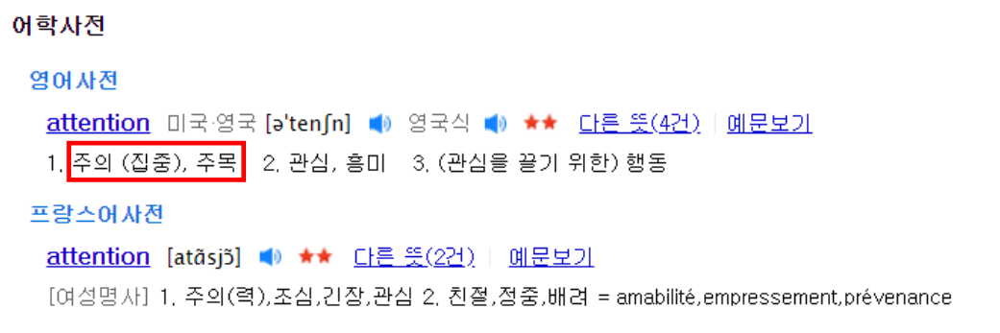 어학사전
영어사전
attention 미국·영국 [ə'tenʃn] 영국식 ★★ 다른 뜻(4건) | 예문보기
1. 주의 (집중), 주목 2. 관심, 흥미 3. (관심을 끌기 위한) 행동
프랑스어사전
attention [atɑ̃sjɔ̃] ★★ 다른 뜻(2건) | 예문보기
[여성명사] 1. 주의(력),조심,긴장,관심 2. 친절,정중,배려 = amabilité,empressement,prévenance